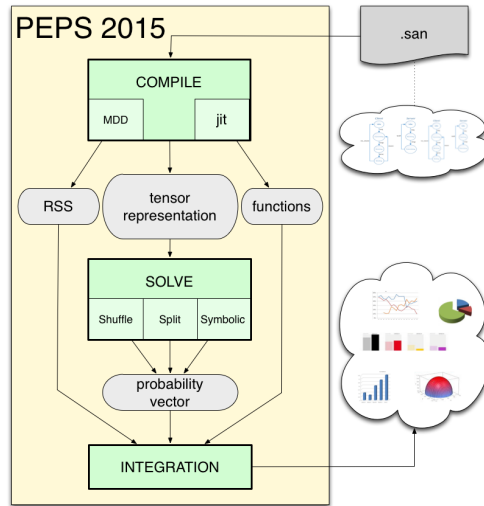 PEPS 2015
.san
COMPILE
MDD
jit
RSS
tensor
representation
functions
SOLVE
Shuffle
Split
Symbolic
probability
vector
INTEGRATION